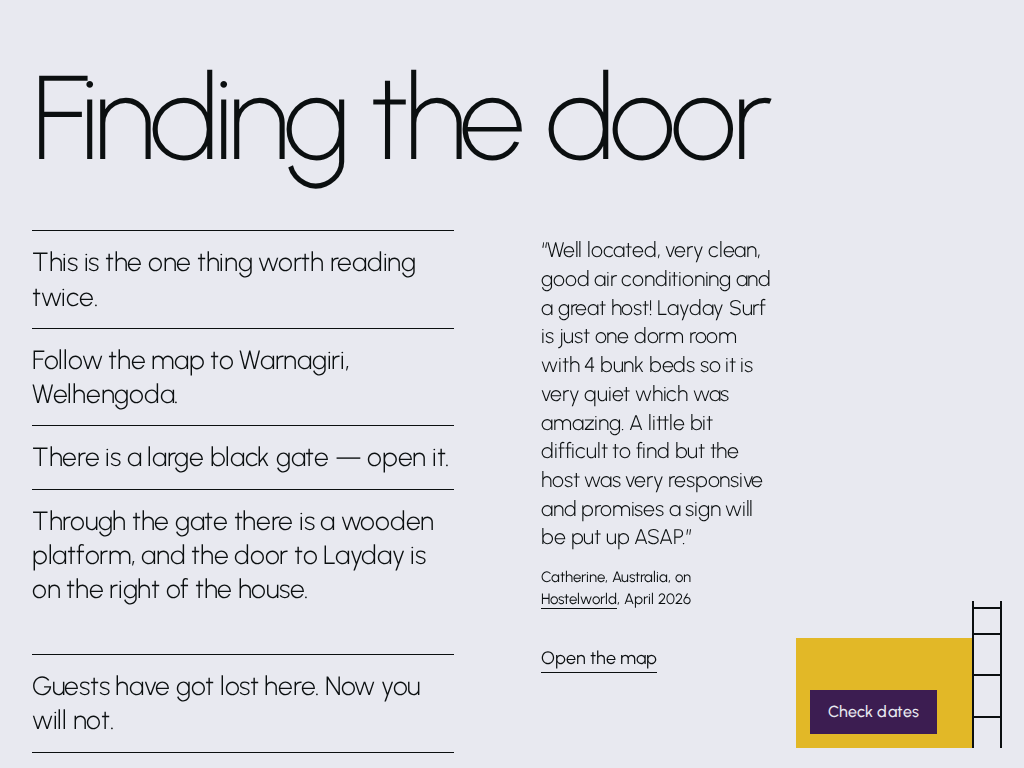 Finding the door
This is the one thing worth reading
twice.
Follow the map to Warnagiri,
Welhengoda.
There is a large black gate — open it.
Through the gate there is a wooden
platform, and the door to Layday is
on the right of the house.
Guests have got lost here. Now you
will not.
“Well located, very clean,
good air conditioning and
a great host! Layday Surf
is just one dorm room
with 4 bunk beds so it is
very quiet which was
amazing. A little bit
difficult to find but the
host was very responsive
and promises a sign will
be put up ASAP.”
Catherine, Australia, on
Hostelworld, April 2026
Open the map
Check dates